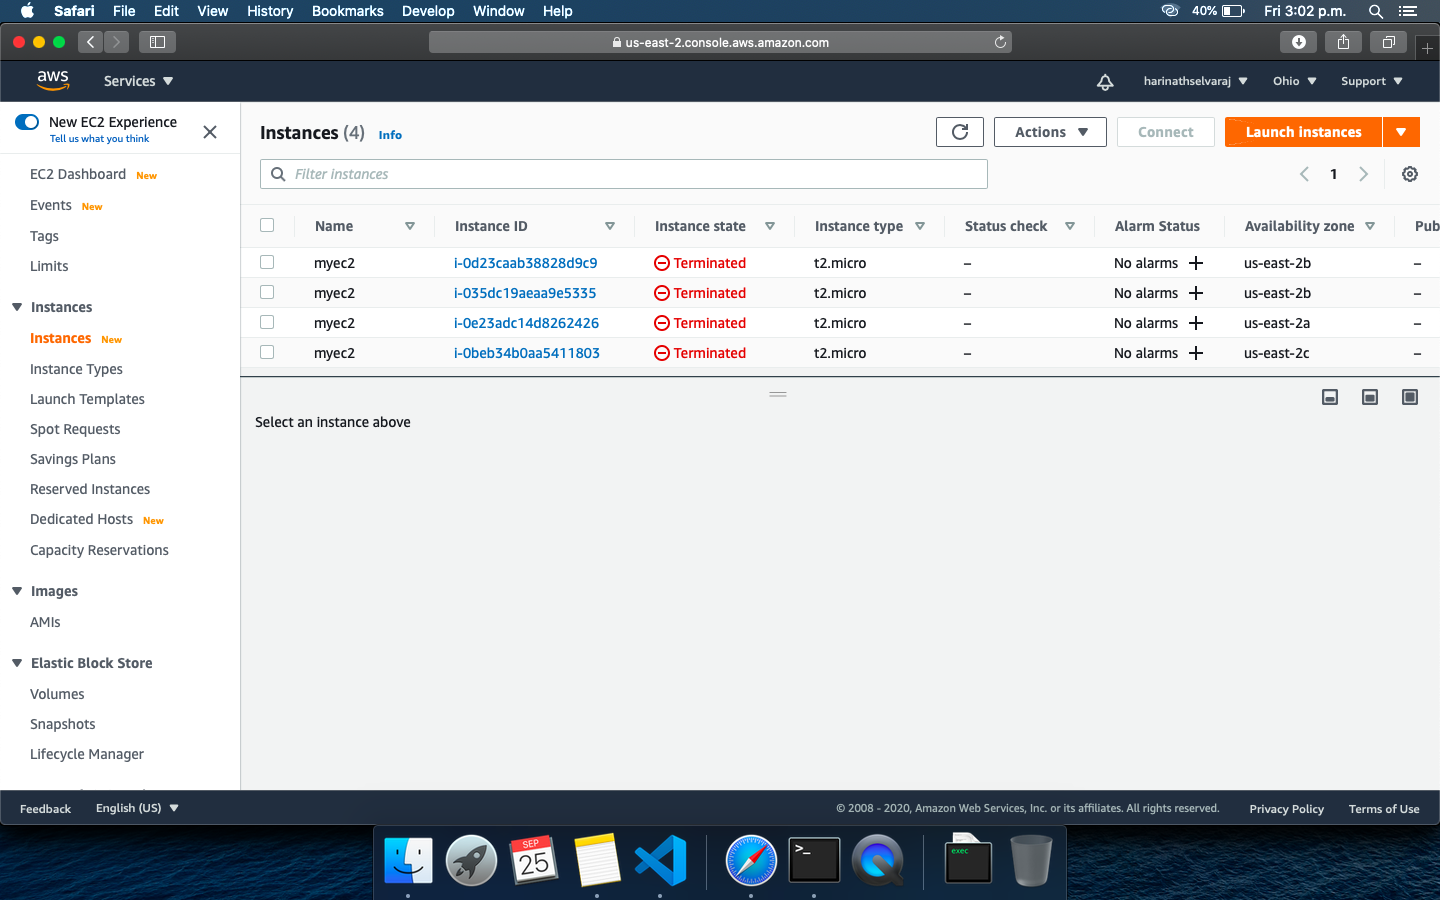 Safari File Edit View History Bookmarks Develop Window Help 40% Fri 3:02 p.m.
us-east-2.console.aws.amazon.com
aws Services harinathselvaraj Ohio Support
New EC2 Experience
Tell us what you think
EC2 Dashboard New
Events New
Tags
Limits
Instances
Instances New
Instance Types
Launch Templates
Spot Requests
Savings Plans
Reserved Instances
Dedicated Hosts New
Capacity Reservations
Images
AMIs
Elastic Block Store
Volumes
Snapshots
Lifecycle Manager
Instances (4) Info
Actions Connect Launch instances
Filter instances
1
Name Instance ID Instance state Instance type Status check Alarm Status Availability zone Pub
myec2 i-0d23caab38828d9c9 Terminated t2.micro – No alarms + us-east-2b –
myec2 i-035dc19aeaa9e5335 Terminated t2.micro – No alarms + us-east-2b –
myec2 i-0e23adc14d8262426 Terminated t2.micro – No alarms + us-east-2a –
myec2 i-0beb34b0aa5411803 Terminated t2.micro – No alarms + us-east-2c –
Select an instance above
Feedback English (US) © 2008 - 2020, Amazon Web Services, Inc. or its affiliates. All rights reserved. Privacy Policy Terms of Use
SEP
25
>_
exec